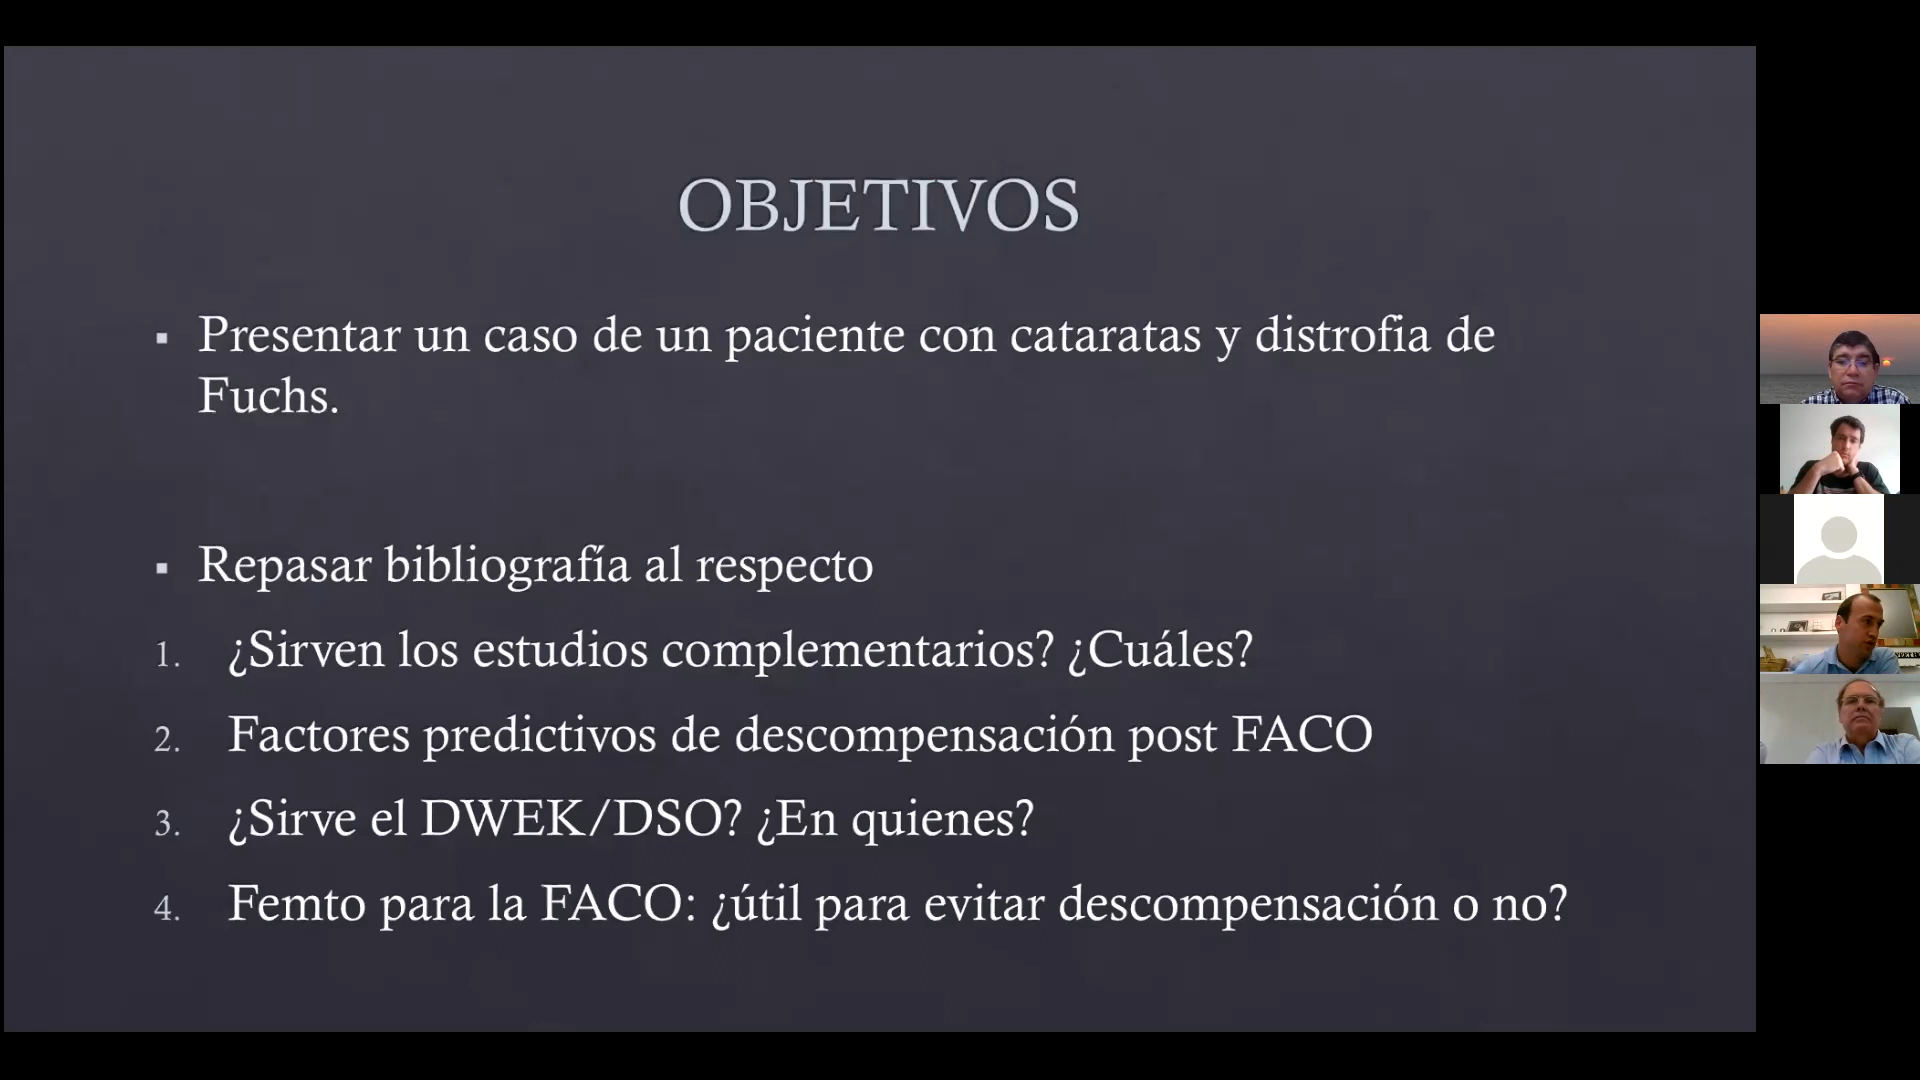 OBJETIVOS
▪ Presentar un caso de un paciente con cataratas y distrofia de
Fuchs.
▪ Repasar bibliografía al respecto
1. ¿Sirven los estudios complementarios? ¿Cuáles?
2. Factores predictivos de descompensación post FACO
3. ¿Sirve el DWEK/DSO? ¿En quienes?
4. Femto para la FACO: ¿útil para evitar descompensación o no?